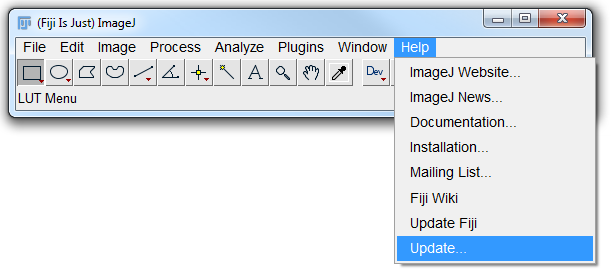 (Fiji Is Just) ImageJ
File Edit Image Process Analyze Plugins Window Help
A Dev
LUT Menu
ImageJ Website...
ImageJ News...
Documentation...
Installation...
Mailing List...
Fiji Wiki
Update Fiji
Update...